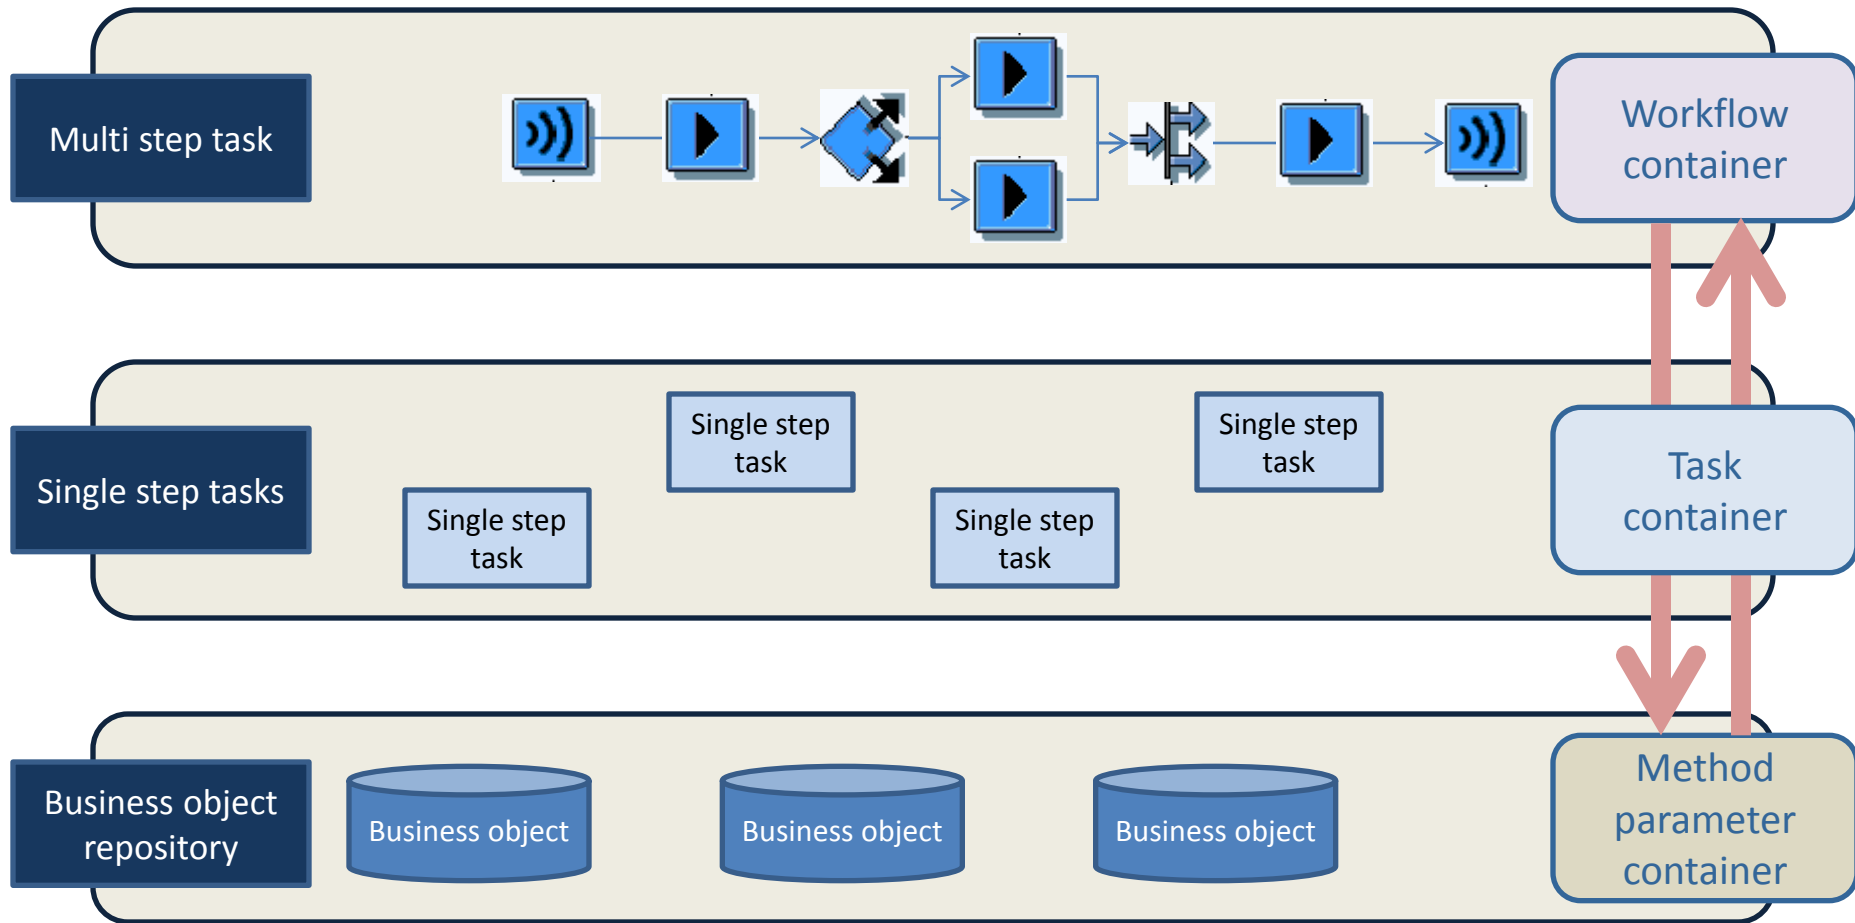 Multi step task
Workflow
container
Single step tasks
Single step
task
Single step
task
Single step
task
Single step
task
Task
container
Business object
repository
Business object
Business object
Business object
Method
parameter
container